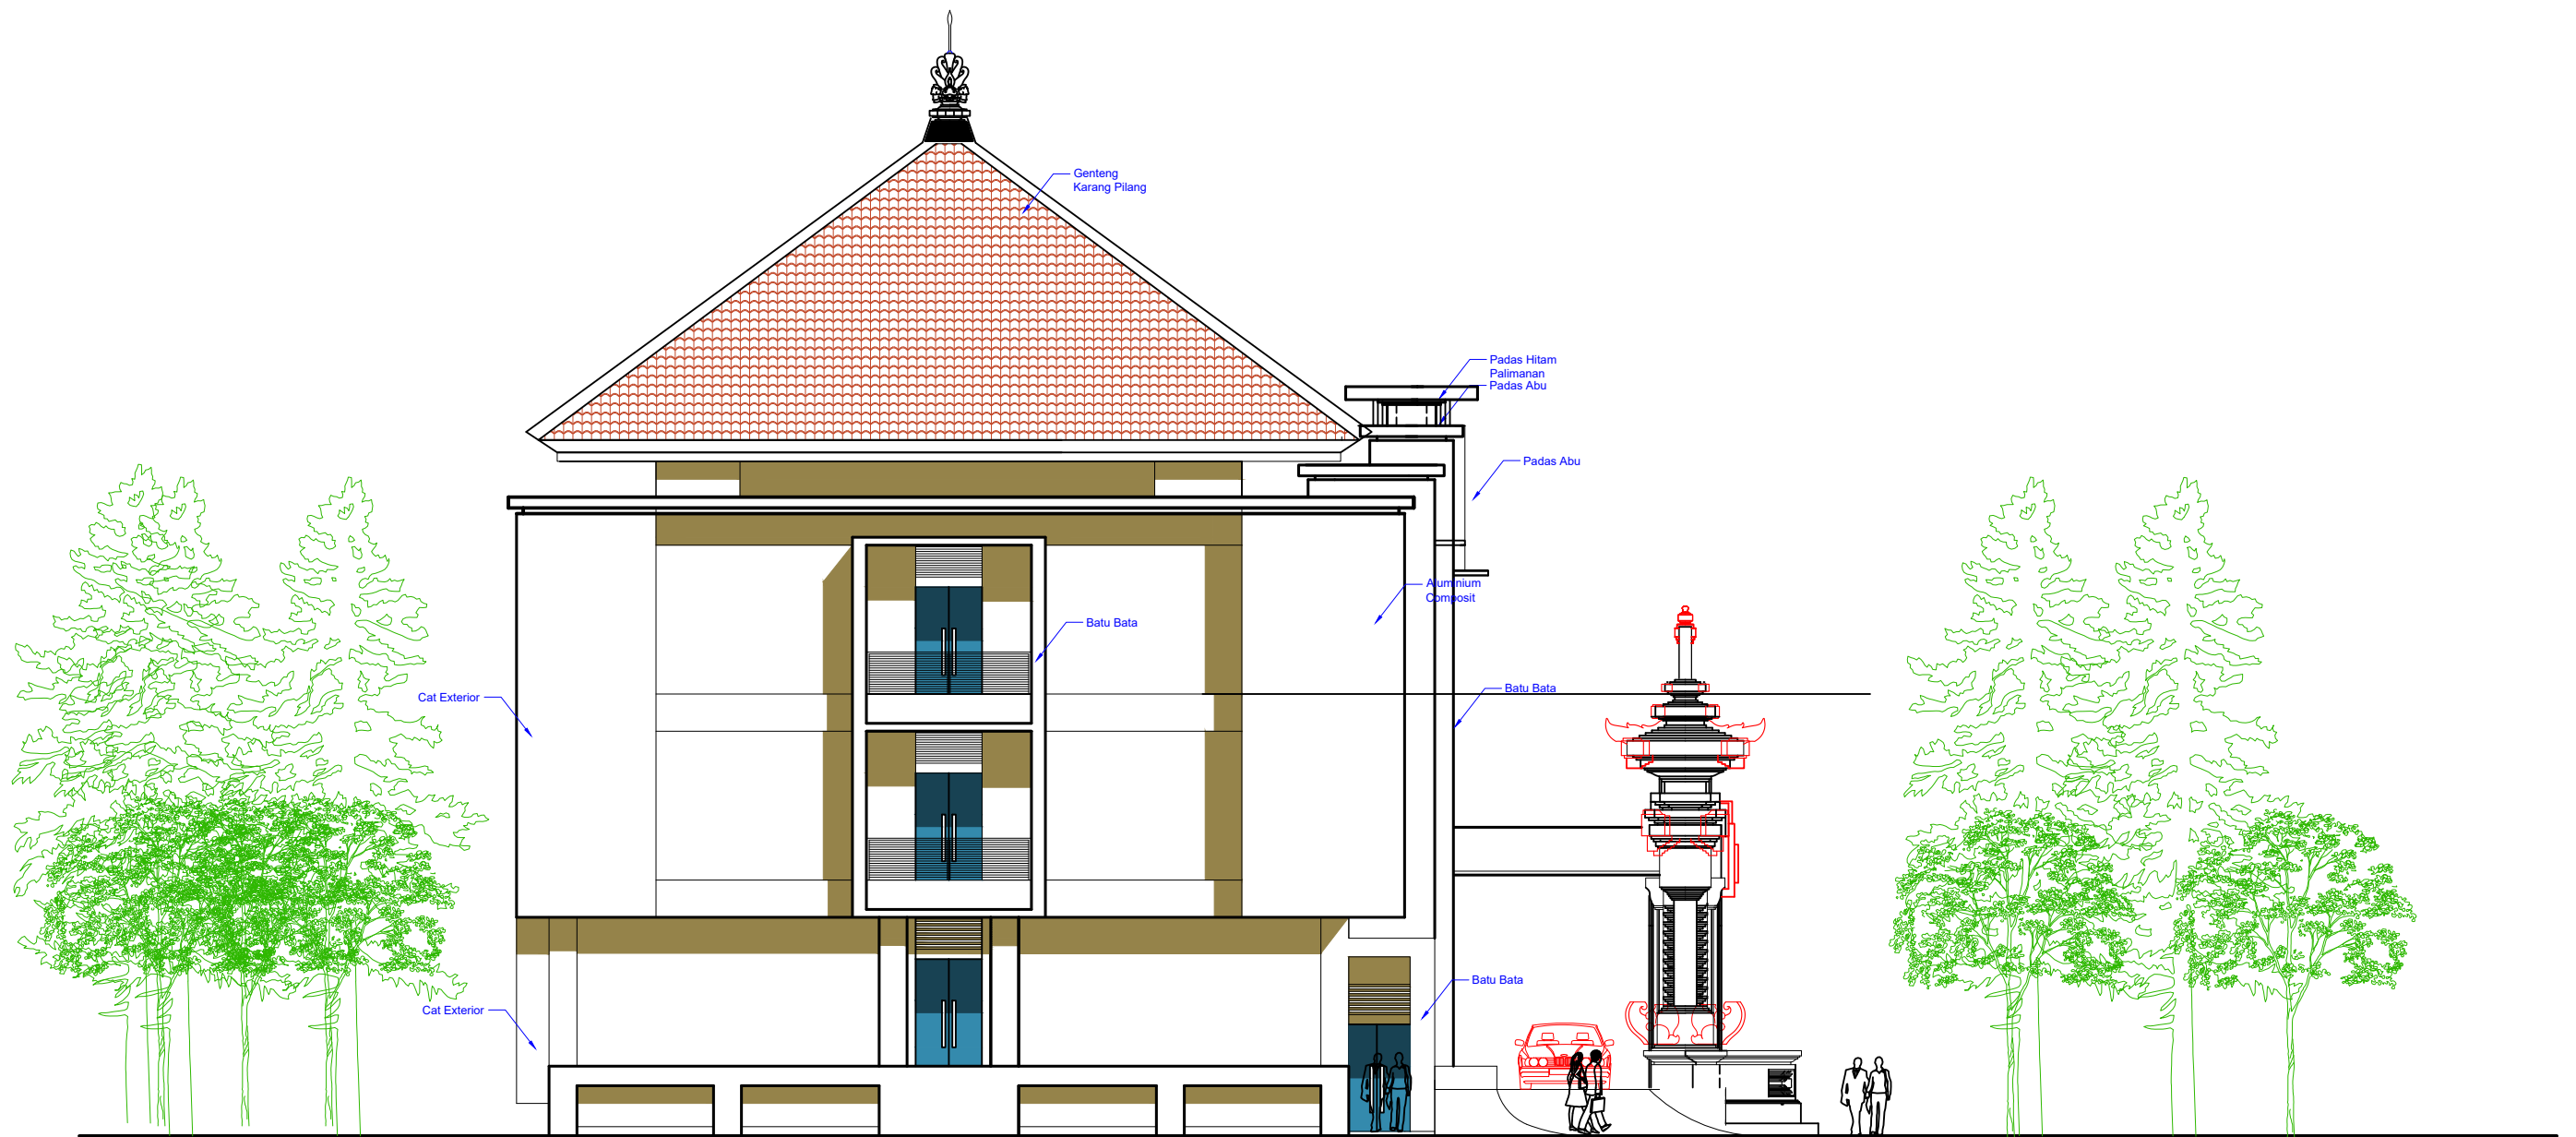 Genteng
Karang Pilang
Padas Hitam
Palimanan
Padas Abu
Padas Abu
Aluminium
Composit
Batu Bata
Batu Bata
Cat Exterior
Batu Bata
Cat Exterior